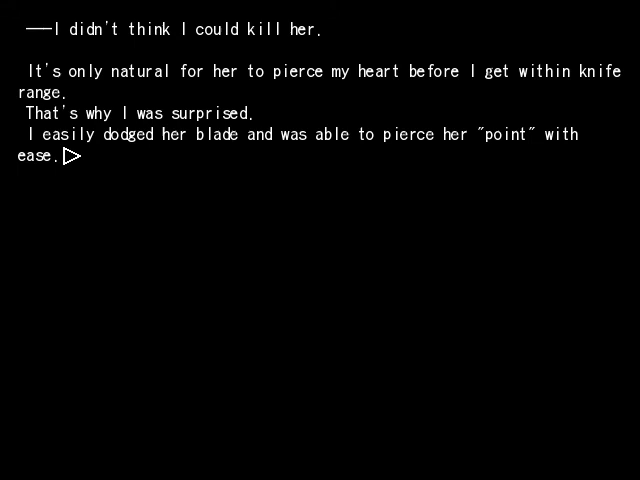 ───I didn't think I could kill her.
It's only natural for her to pierce my heart before I get within knife
range.
That's why I was surprised.
I easily dodged her blade and was able to pierce her "point" with
ease.